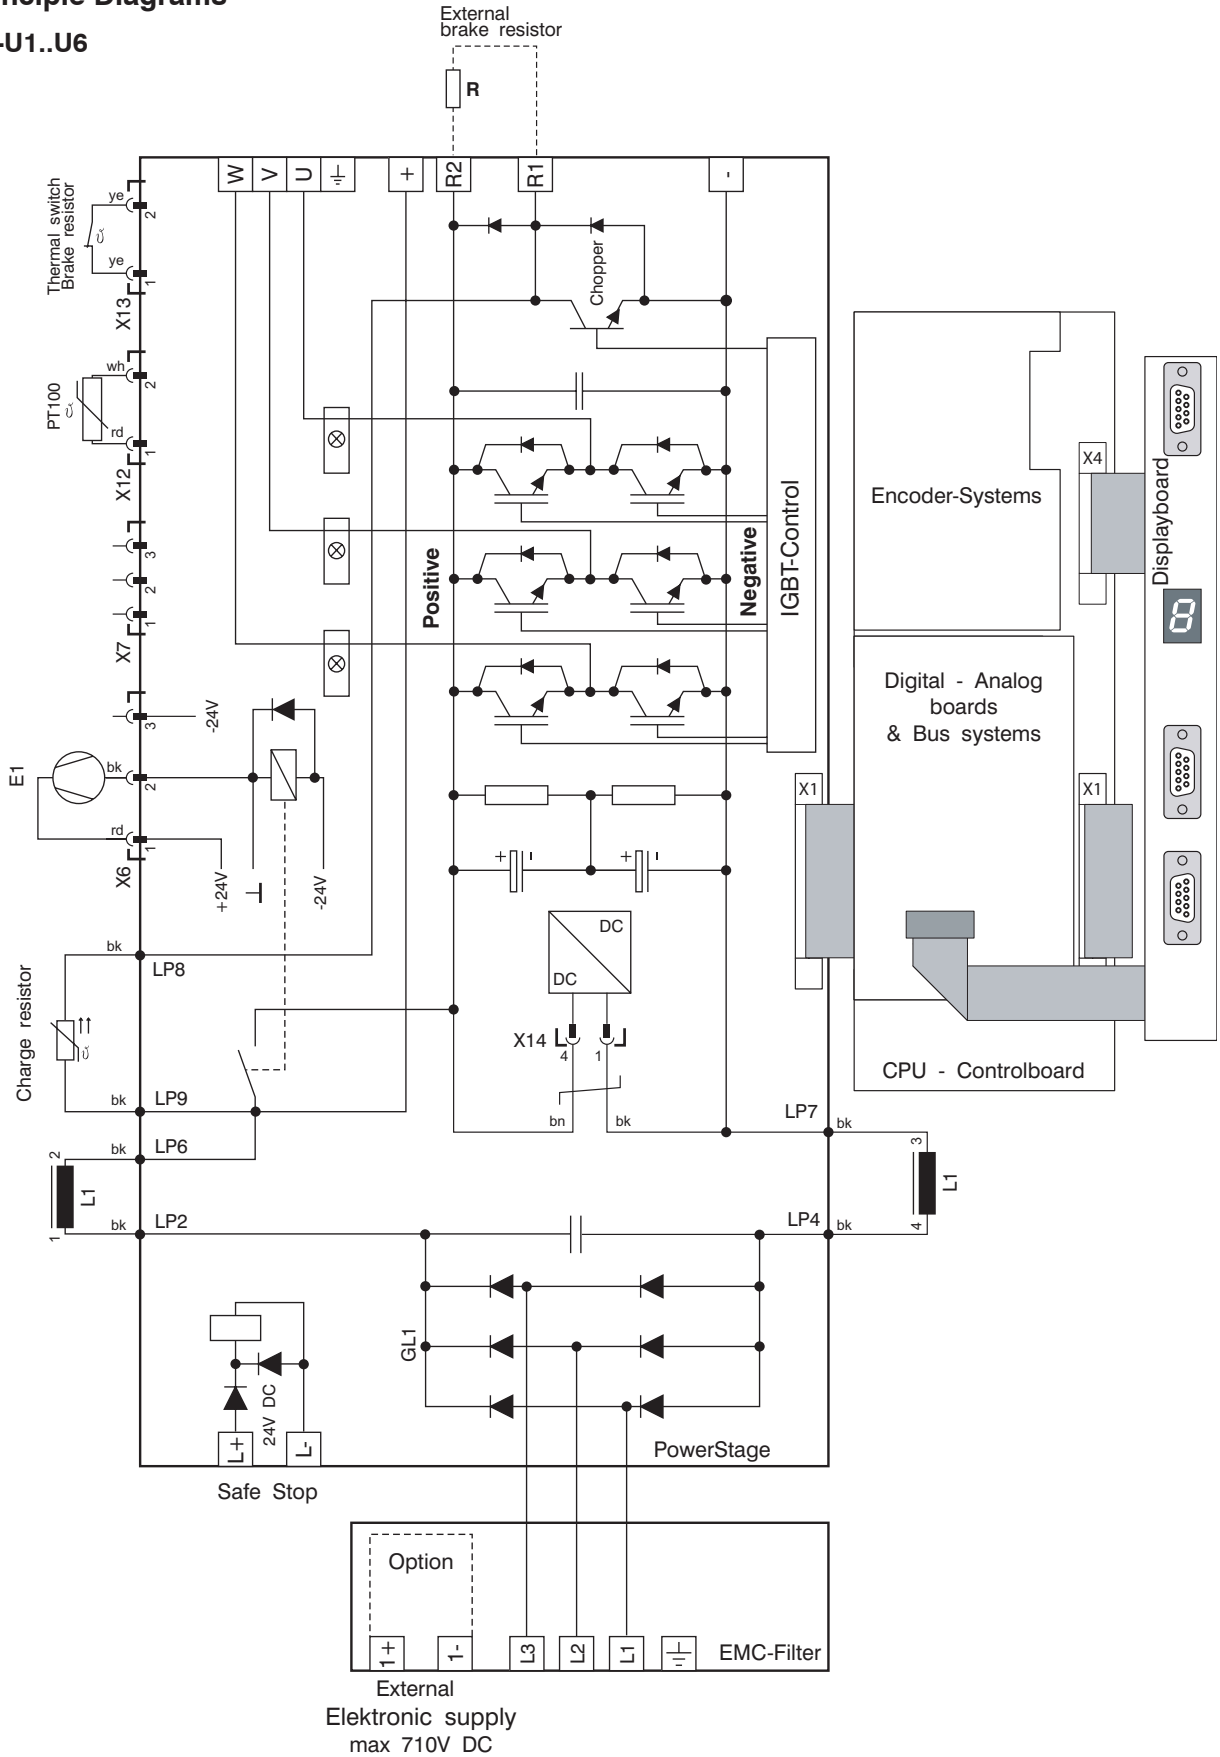 nciple Diagrams
-U1..U6
External
brake resistor
R
W
V
U
+
R2
R1
-
Thermal switch
Brake resistor
ye
2
ye
1
X13
Chopper
PT100
wh
2
rd
1
X12
3
2
1
X7
Positive
Negative
IGBT-Control
Encoder-Systems
X4
Displayboard
8
Digital - Analog
boards
& Bus systems
X1
X1
3
-24V
E1
bk
2
rd
1
X6
+24V
-24V
+
-
+
-
DC
DC
X14
4
1
bn
bk
Charge resistor
bk
LP8
bk
LP9
bk
LP6
2
L1
1
bk
LP2
LP7
bk
3
L1
4
LP4
bk
CPU - Controlboard
GL1
24V DC
L+
L-
PowerStage
Safe Stop
Option
1+
1-
L3
L2
L1
EMC-Filter
External
Elektronic supply
max 710V DC